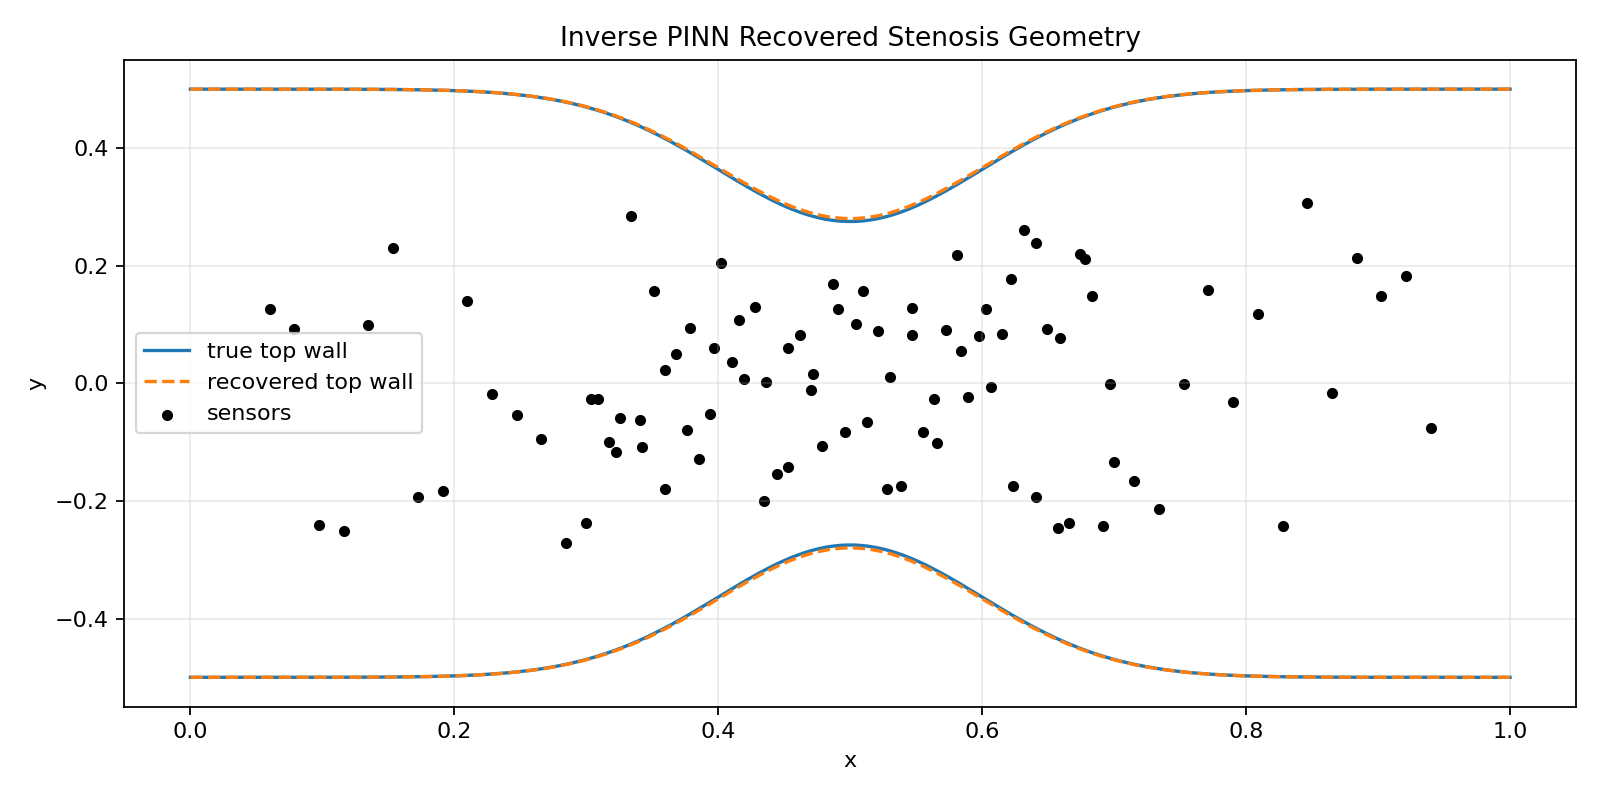 Inverse PINN Recovered Stenosis Geometry
0.4
0.2
0.0
−0.2
−0.4
y
true top wall
recovered top wall
sensors
0.0 0.2 0.4 0.6 0.8 1.0
x